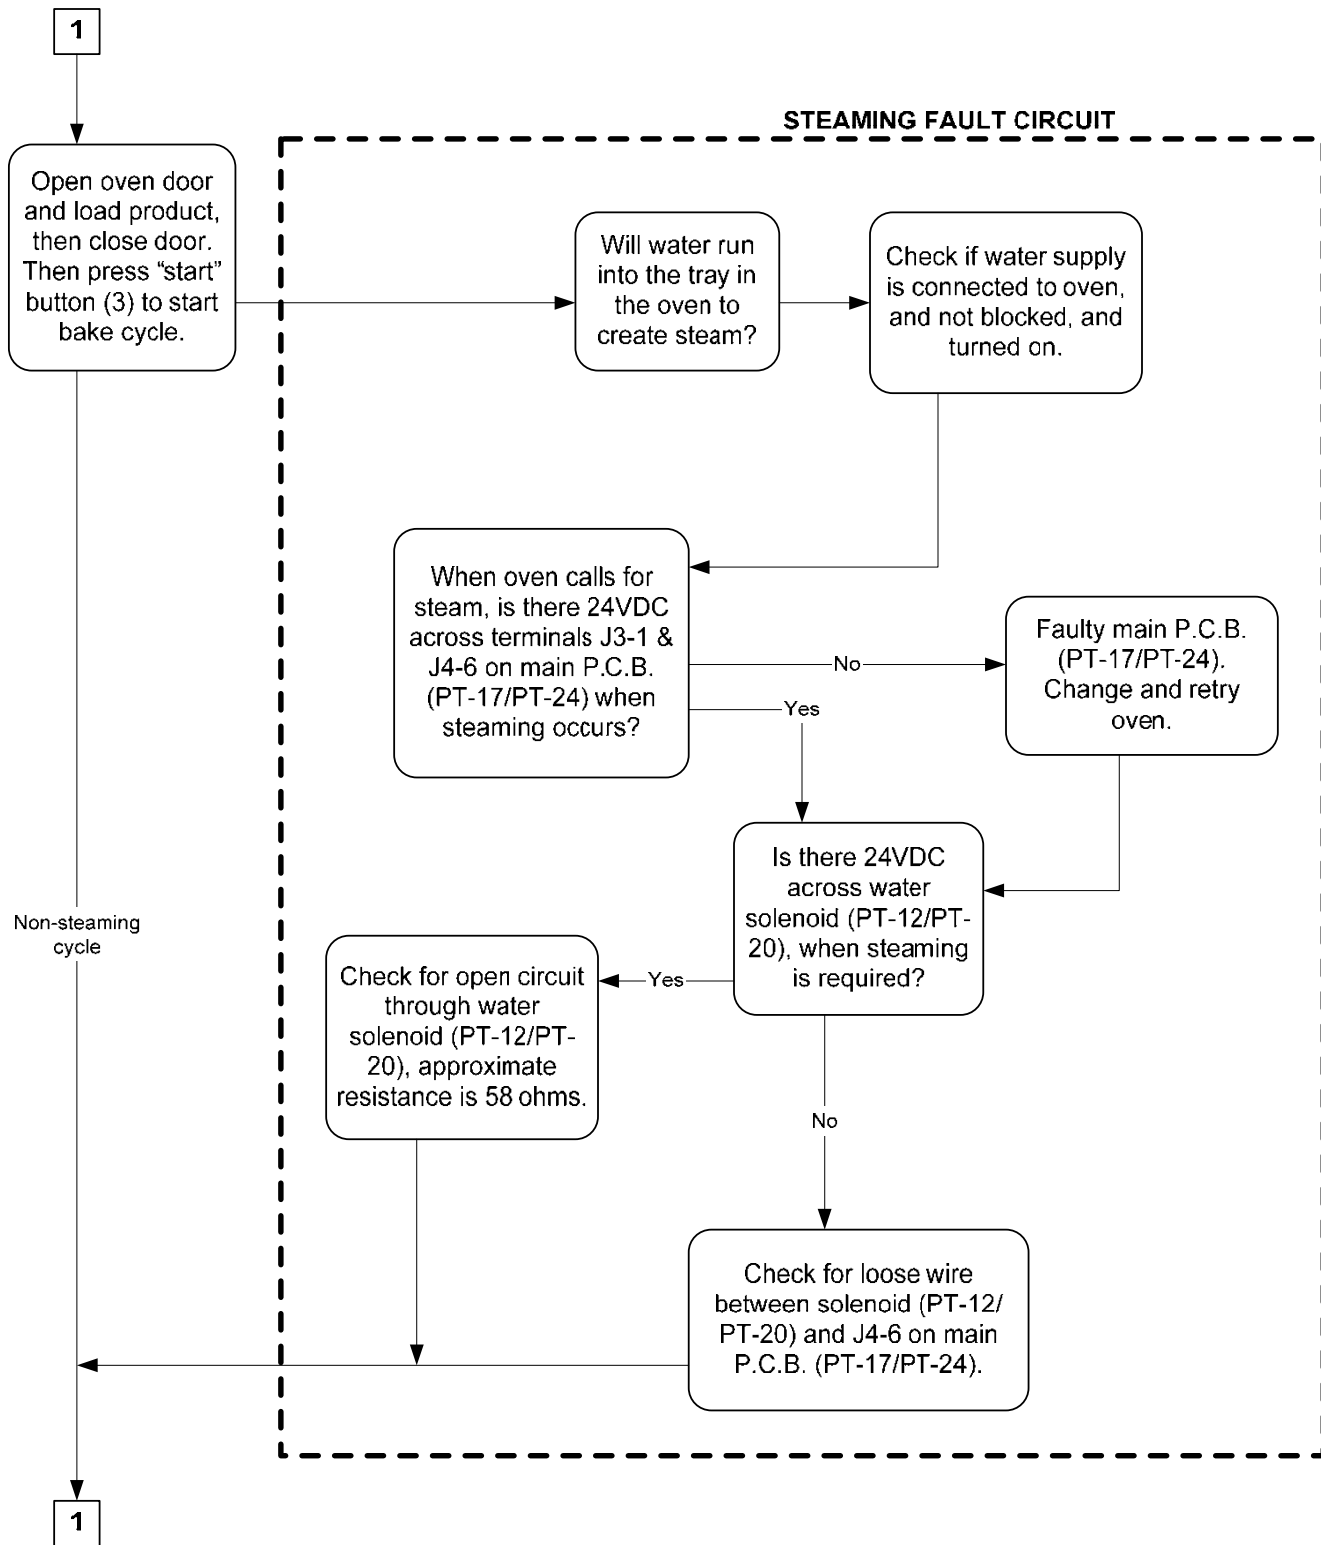 1
STEAMING FAULT CIRCUIT
Open oven door
and load product,
then close door.
Then press “start”
button (3) to start
bake cycle.
Will water run
into the tray in
the oven to
create steam?
Check if water supply
is connected to oven,
and not blocked, and
turned on.
When oven calls for
steam, is there 24VDC
across terminals J3-1 &
J4-6 on main P.C.B.
(PT-17/PT-24) when
steaming occurs?
No
Faulty main P.C.B.
(PT-17/PT-24).
Change and retry
oven.
Yes
Is there 24VDC
across water
solenoid (PT-12/PT-
20), when steaming
is required?
Non-steaming
cycle
Yes
Check for open circuit
through water
solenoid (PT-12/PT-
20), approximate
resistance is 58 ohms.
No
Check for loose wire
between solenoid (PT-12/
PT-20) and J4-6 on main
P.C.B. (PT-17/PT-24).
1